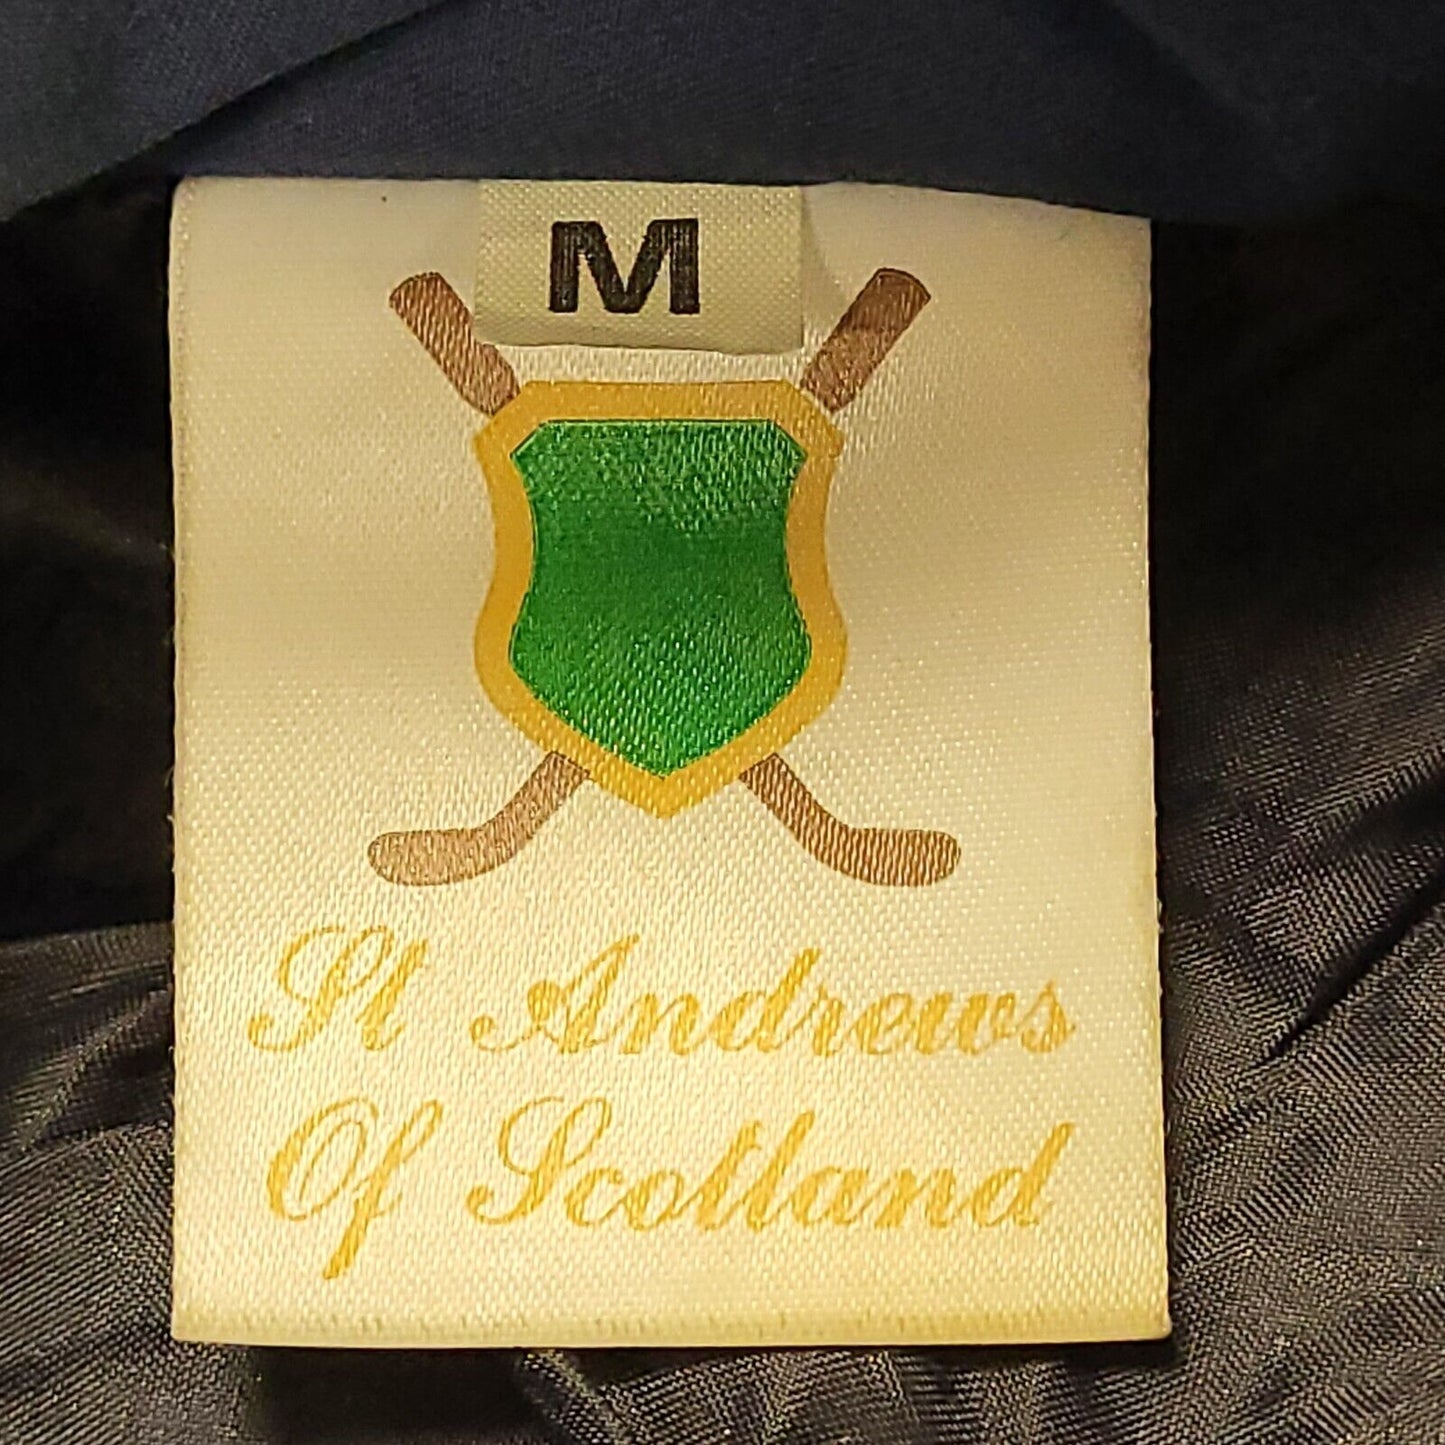 M
St Andrews
Of Scotland